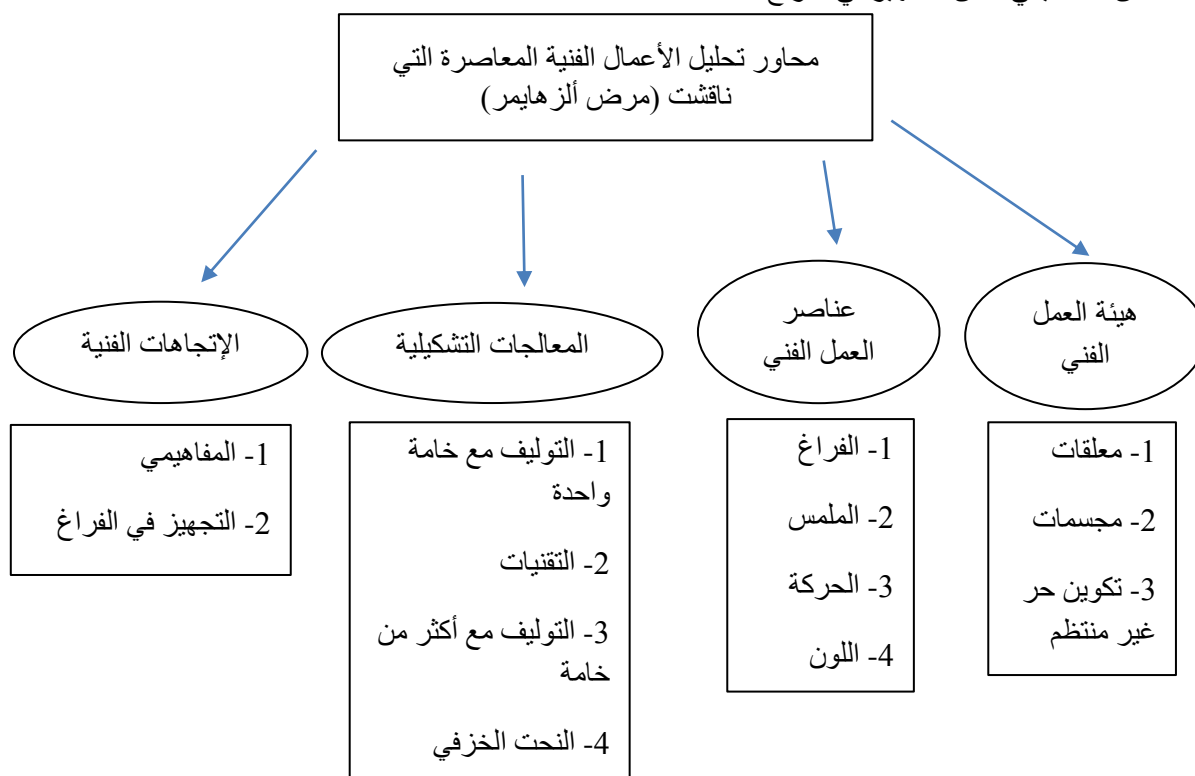 محاور تحليل الأعمال الفنية المعاصرة التي
ناقشت (مرض ألزهايمر)
هيئة العمل
الفني
عناصر
العمل الفني
المعالجات التشكيلية
الإتجاهات الفنية
1- معلقات
2- مجسمات
3- تكوين حر
غير منتظم
1- الفراغ
2- الملمس
3- الحركة
4- اللون
1- التوليف مع خامة
واحدة
2- التقنيات
3- التوليف مع أكثر من
خامة
4- النحت الخزفي
1- المفاهيمي
2- التجهيز في الفراغ